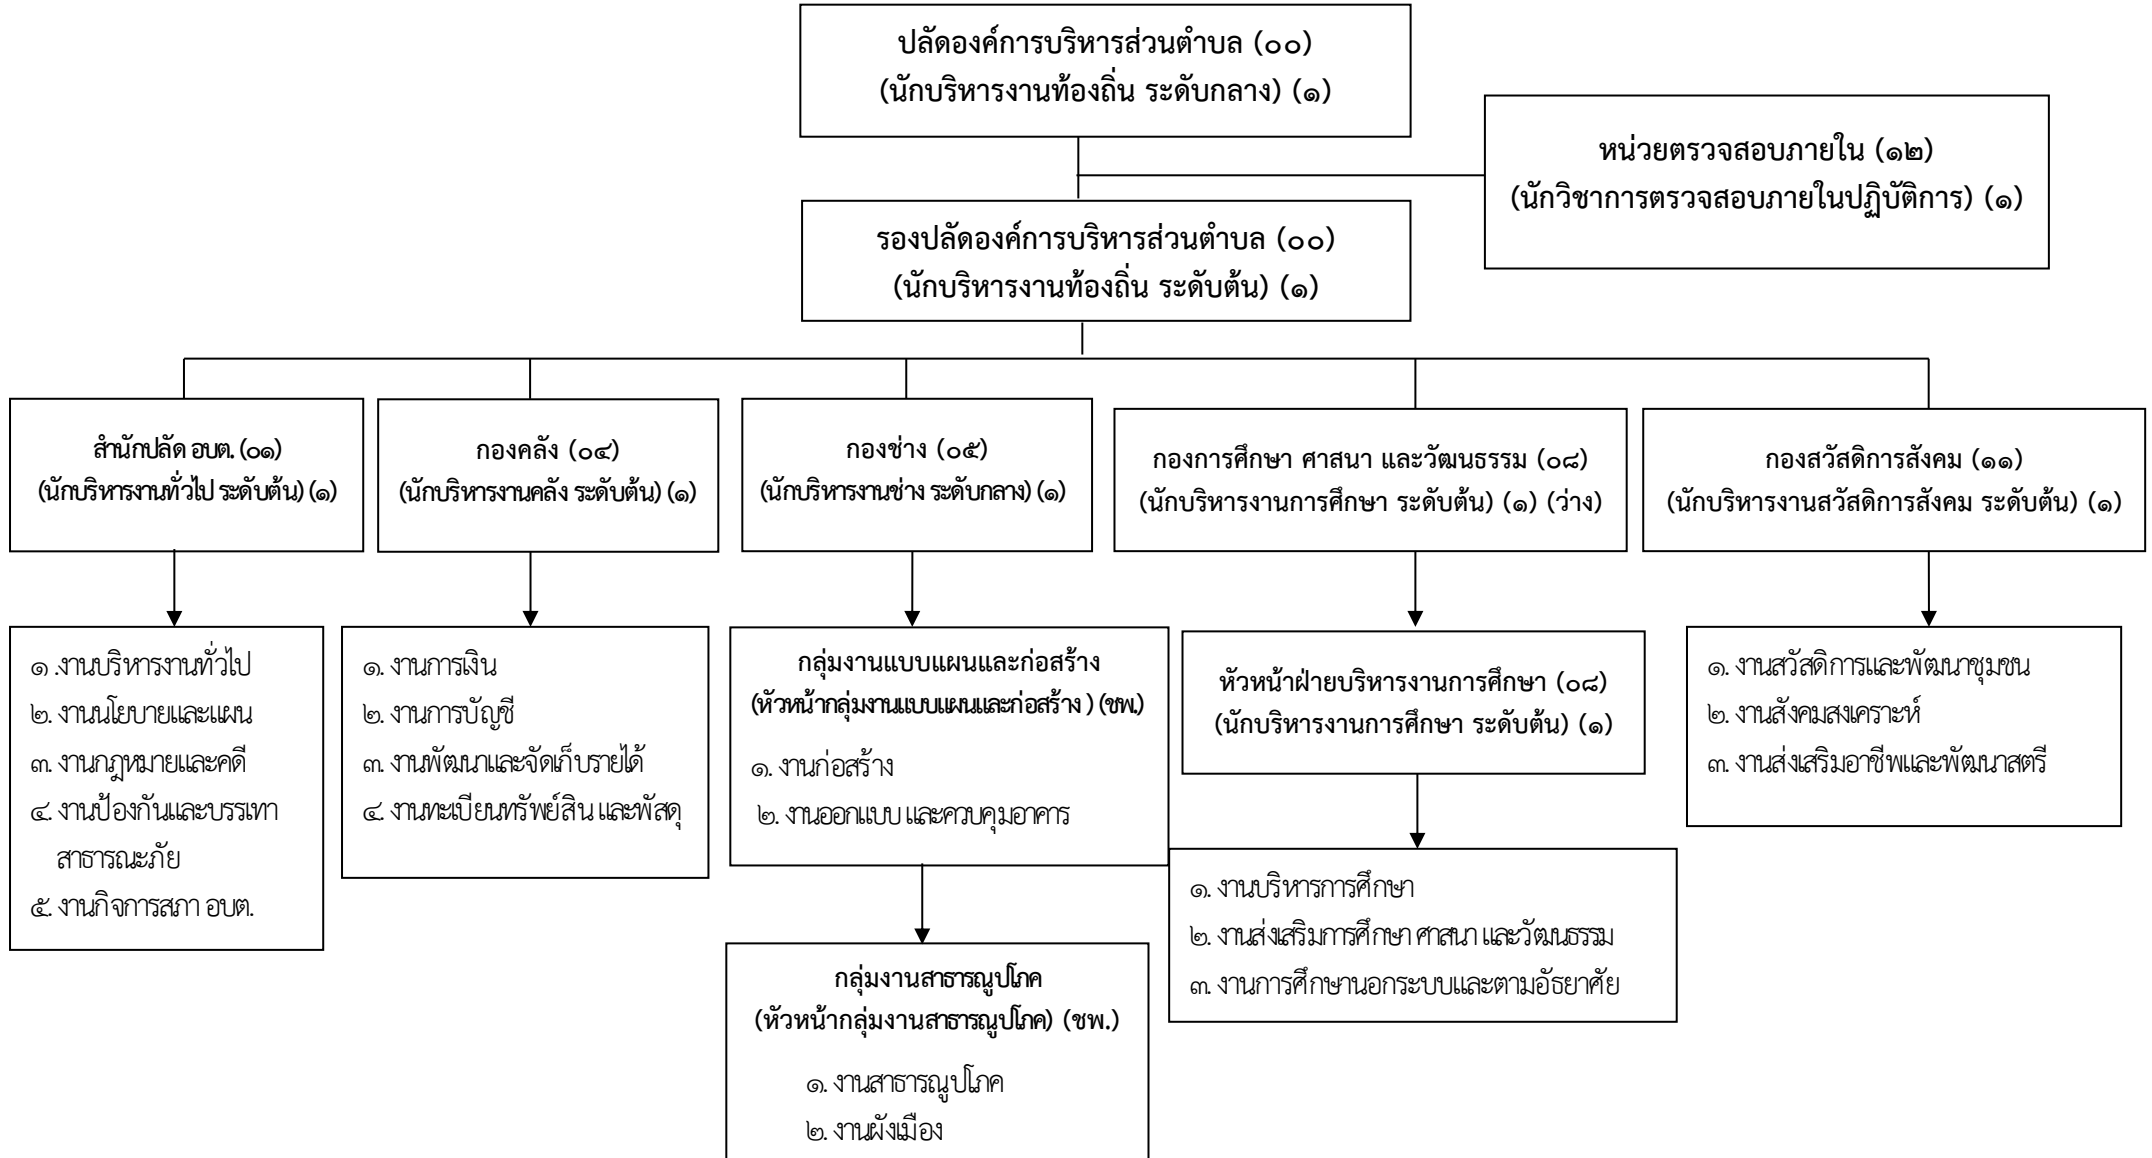 ปลัดองค์การบริหารส่วนตำบล (๐๐)
(นักบริหารงานท้องถิ่น ระดับกลาง) (๑)
หน่วยตรวจสอบภายใน (๑๒)
(นักวิชาการตรวจสอบภายในปฏิบัติการ) (๑)
รองปลัดองค์การบริหารส่วนตำบล (๐๐)
(นักบริหารงานท้องถิ่น ระดับต้น) (๑)
สำนักปลัด อบต. (๐๑)
(นักบริหารงานทั่วไป ระดับต้น) (๑)
กองคลัง (๐๔)
(นักบริหารงานคลัง ระดับต้น) (๑)
กองช่าง (๐๕)
(นักบริหารงานช่าง ระดับกลาง) (๑)
กองการศึกษา ศาสนา และวัฒนธรรม (๐๘)
(นักบริหารงานการศึกษา ระดับต้น) (๑) (ว่าง)
กองสวัสดิการสังคม (๑๑)
(นักบริหารงานสวัสดิการสังคม ระดับต้น) (๑)
๑ .งานบริหารงานทั่วไป
๒. งานนโยบายและแผน
๓. งานกฎหมายและคดี
๔. งานป้องกันและบรรเทา
สาธารณะภัย
๕. งานกิจการสภา อบต.
๑. งานการเงิน
๒. งานการบัญชี
๓. งานพัฒนาและจัดเก็บรายได้
๔. งานทะเบียนทรัพย์สิน และพัสดุ
กลุ่มงานแบบแผนและก่อสร้าง
(หัวหน้ากลุ่มงานแบบแผนและก่อสร้าง ) (ชพ.)
๑. งานก่อสร้าง
๒. งานออกแบบ และควบคุมอาคาร
กลุ่มงานสาธารณูปโภค
(หัวหน้ากลุ่มงานสาธารณูปโภค) (ชพ.)
๑. งานสาธารณูปโภค
๒. งานผังเมือง
หัวหน้าฝ่ายบริหารงานการศึกษา (๐๘)
(นักบริหารงานการศึกษา ระดับต้น) (๑)
๑. งานบริหารการศึกษา
๒. งานส่งเสริมการศึกษา ศาสนา และวัฒนธรรม
๓. งานการศึกษานอกระบบและตามอัธยาศัย
๑. งานสวัสดิการและพัฒนาชุมชน
๒. งานสังคมสงเคราะห์
๓. งานส่งเสริมอาชีพและพัฒนาสตรี